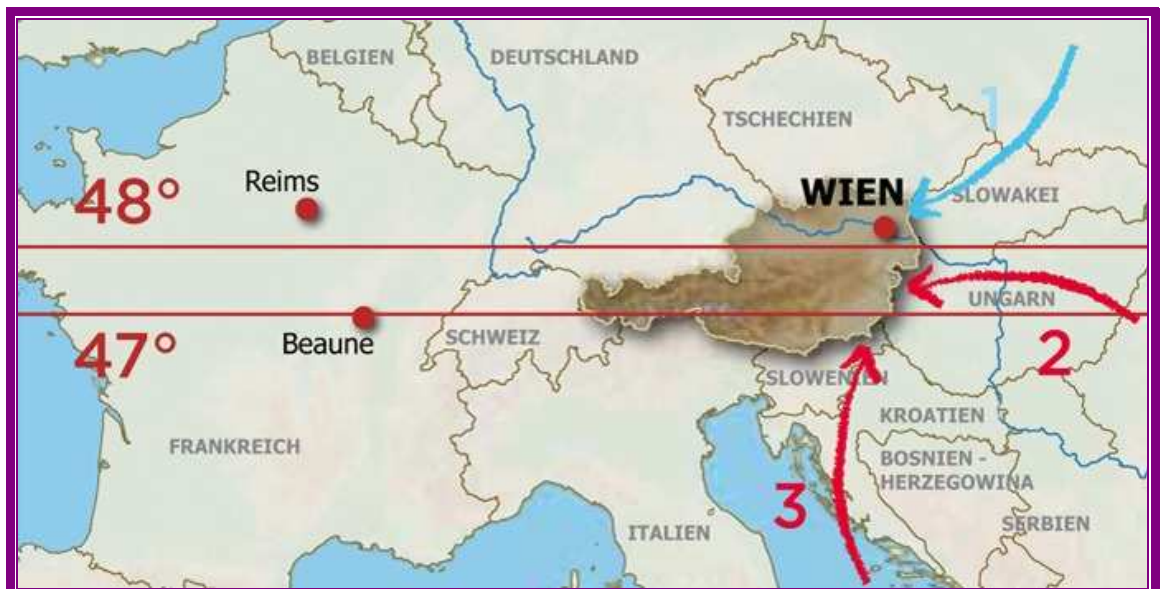 BELGIEN
DEUTSCHLAND
1
TSCHECHIEN
48°
Reims
WIEN
SLOWAKEI
UNGARN
47°
Beaune
SCHWEIZ
2
SLOWENIEN
FRANKREICH
KROATIEN
BOSNIEN -
HERZEGOWINA
3
ITALIEN
SERBIEN